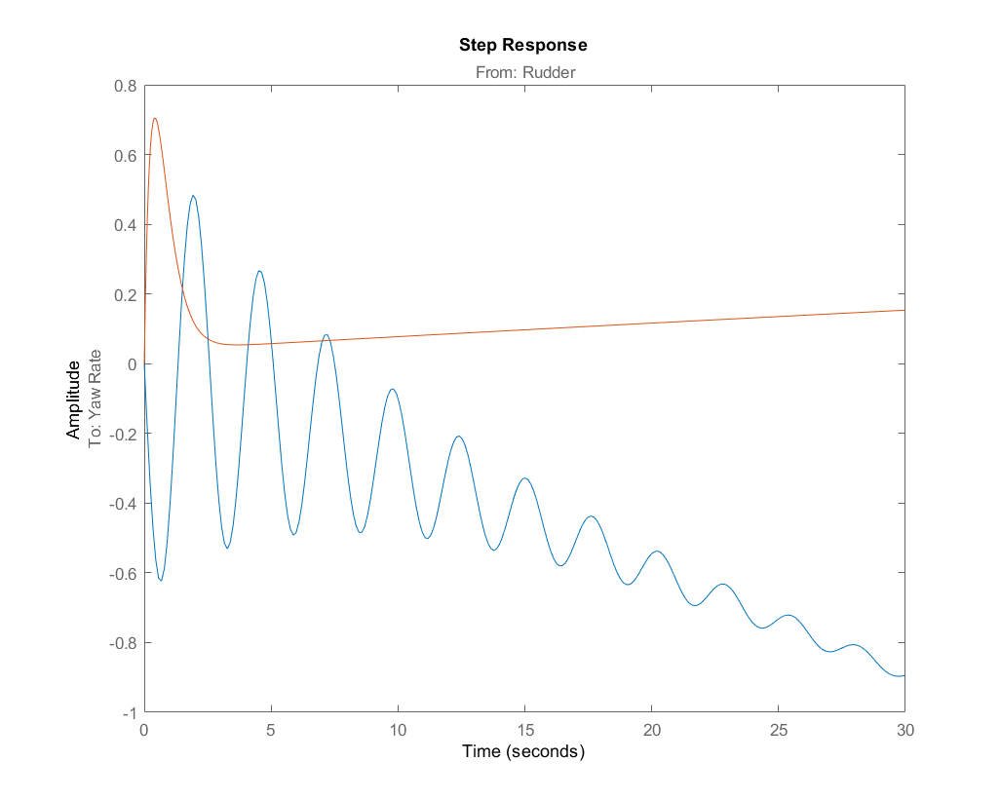 Step Response
From: Rudder
Amplitude
To: Yaw Rate
0.8
0.6
0.4
0.2
0
-0.2
-0.4
-0.6
-0.8
-1
0 5 10 15 20 25 30
Time (seconds)